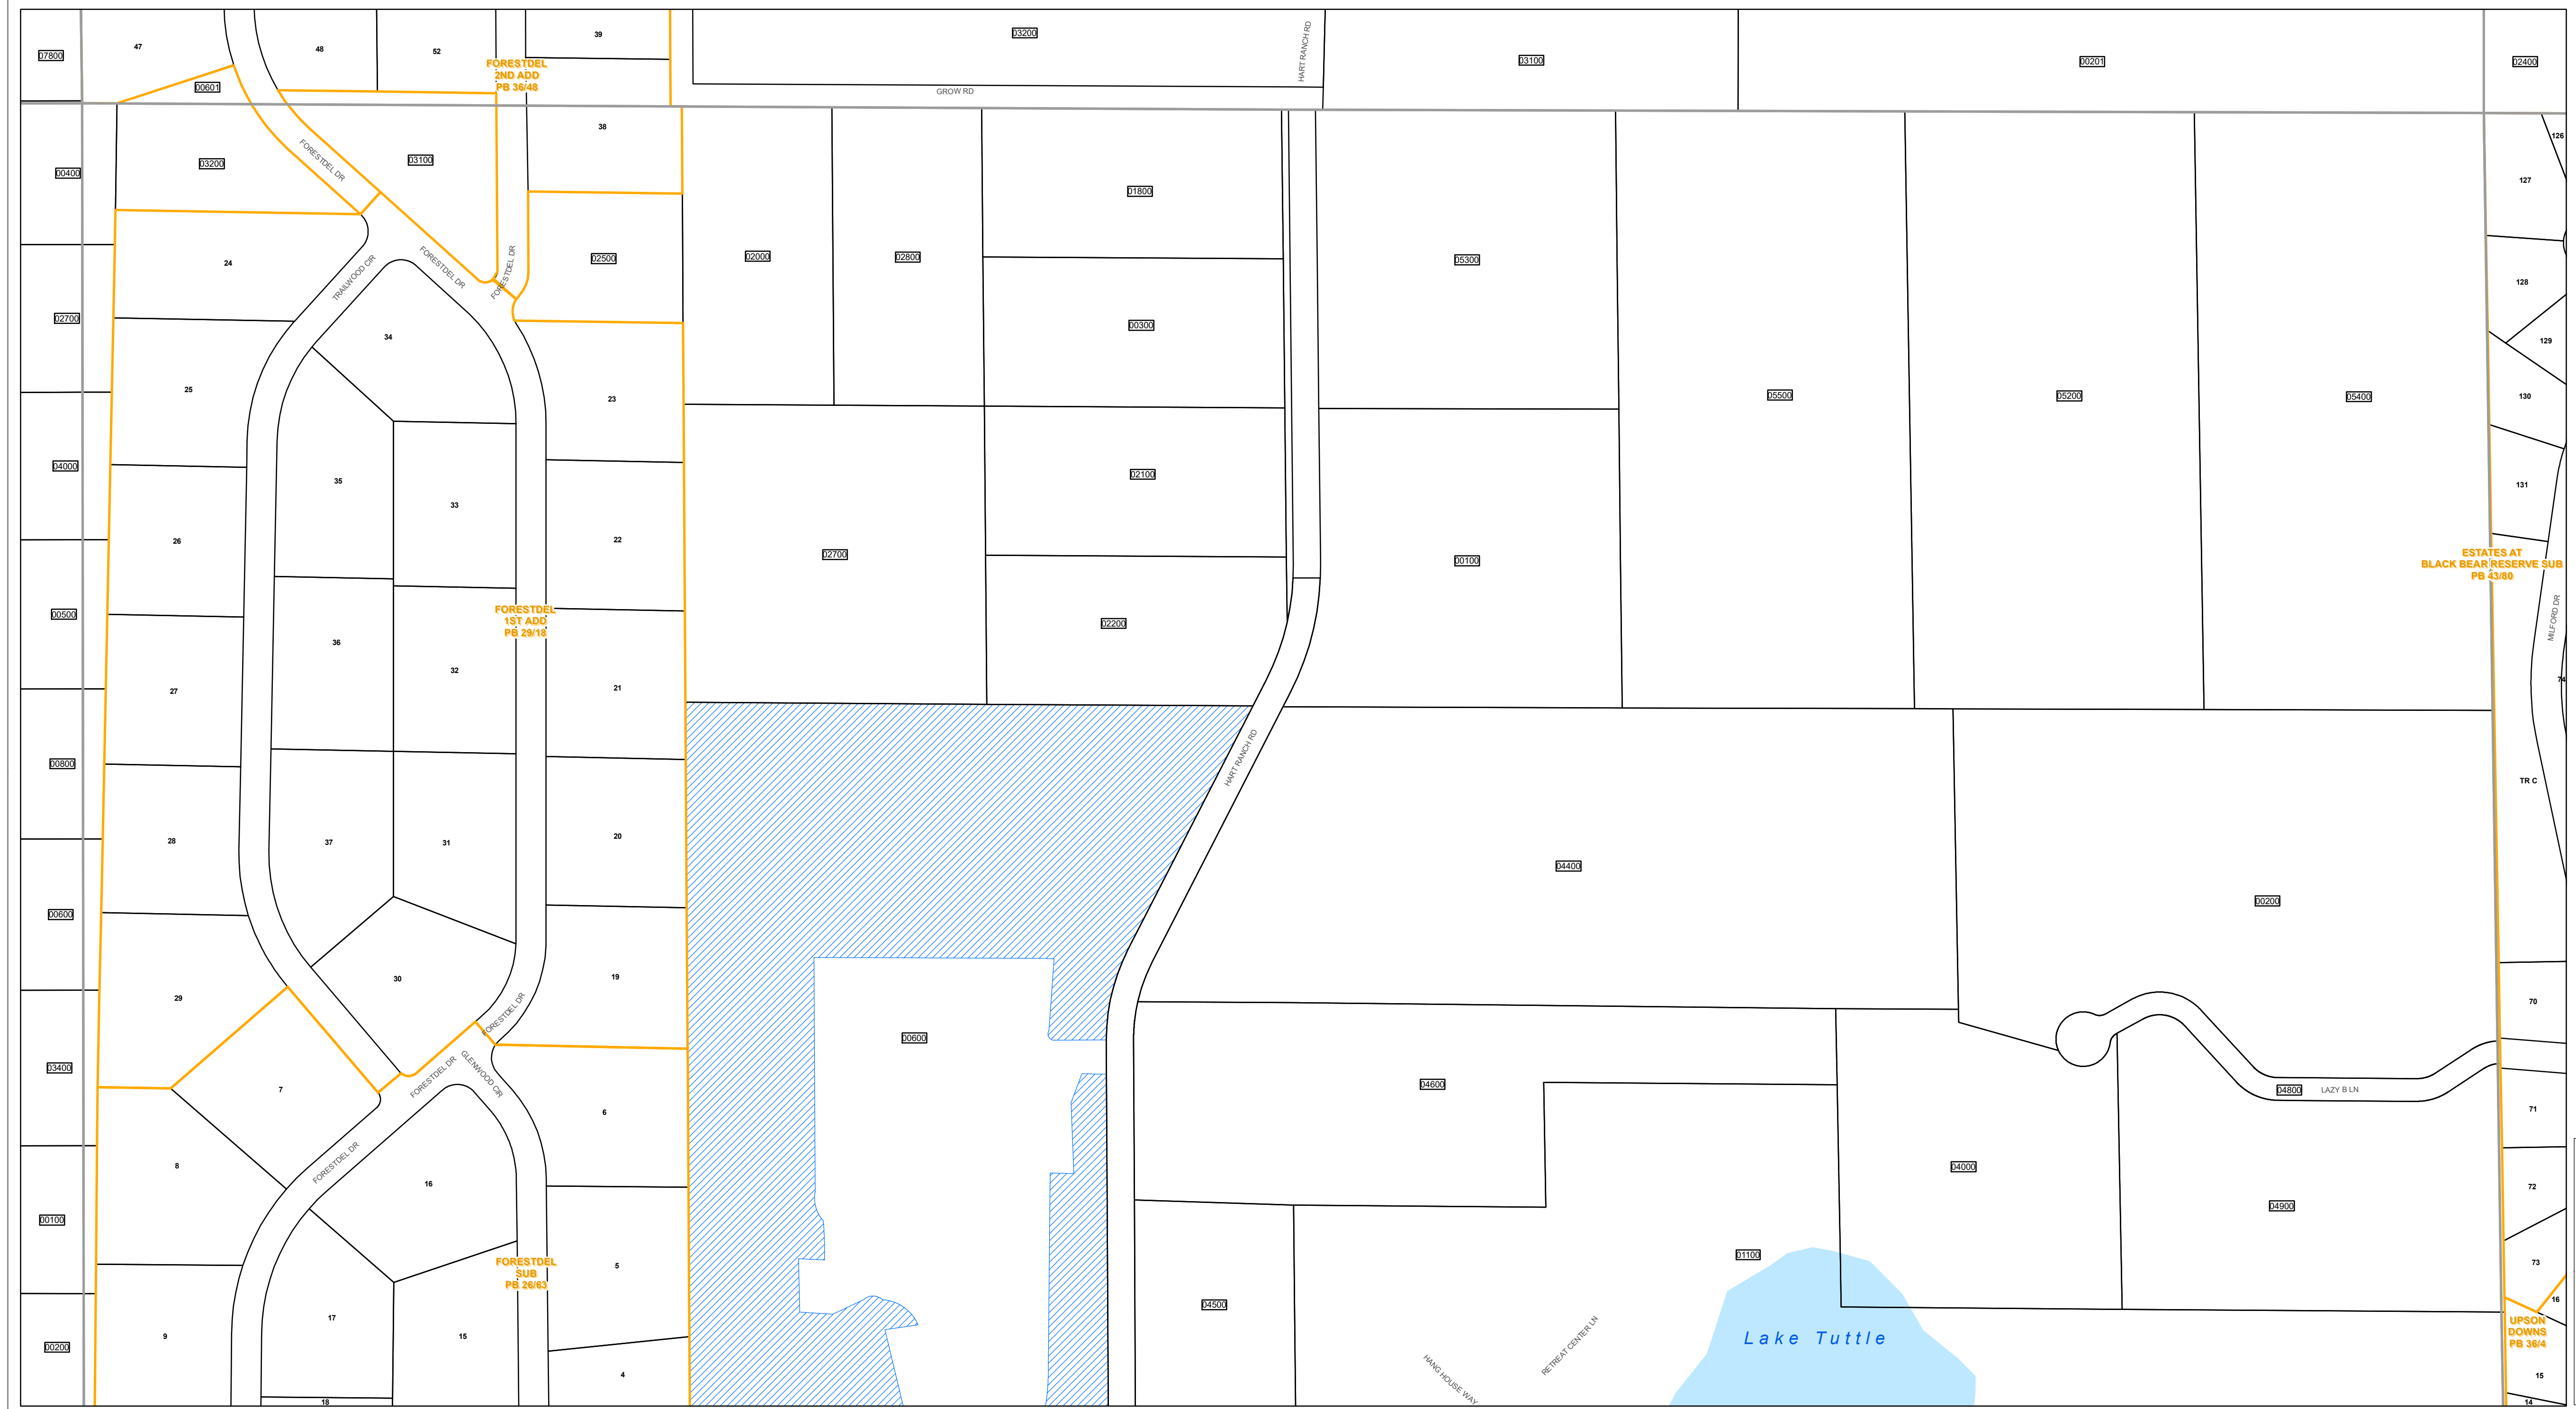 47
48
52
39
03200
HART RANCH RD
03100
00201
02400
07800
00601
FORESTDEL
2ND ADD
PB 36/48
GROW RD
00400
03200
FORESTDEL DR
03100
38
01800
126
127
24
TRAILWOOD CIR
FORESTDEL DR
FORESTDEL DR
02500
02000
02800
05300
128
02700
34
00300
129
25
23
05500
05200
05400
130
04000
35
33
02100
131
26
22
02700
00100
ESTATES AT
BLACK BEAR RESERVE SUB
PB 43/80
00500
FORESTDEL
1ST ADD
PB 29/18
02200
MILFORD DR
36
32
27
21
74
00800
HART RANCH RD
TR C
28
37
31
20
04400
00200
00600
29
30
19
FORESTDEL DR
70
00600
03400
7
FORESTDEL DR
GLENWOOD CIR
6
04600
04800
LAZY B LN
71
8
FORESTDEL DR
16
04000
72
00100
04900
FORESTDEL
SUB
PB 26/63
5
01100
73
04500
16
9
17
15
Lake Tuttle
UPSON
DOWNS
PB 36/4
00200
4
HANG HOUSE WAY
RETREAT CENTER LN
15
18
14